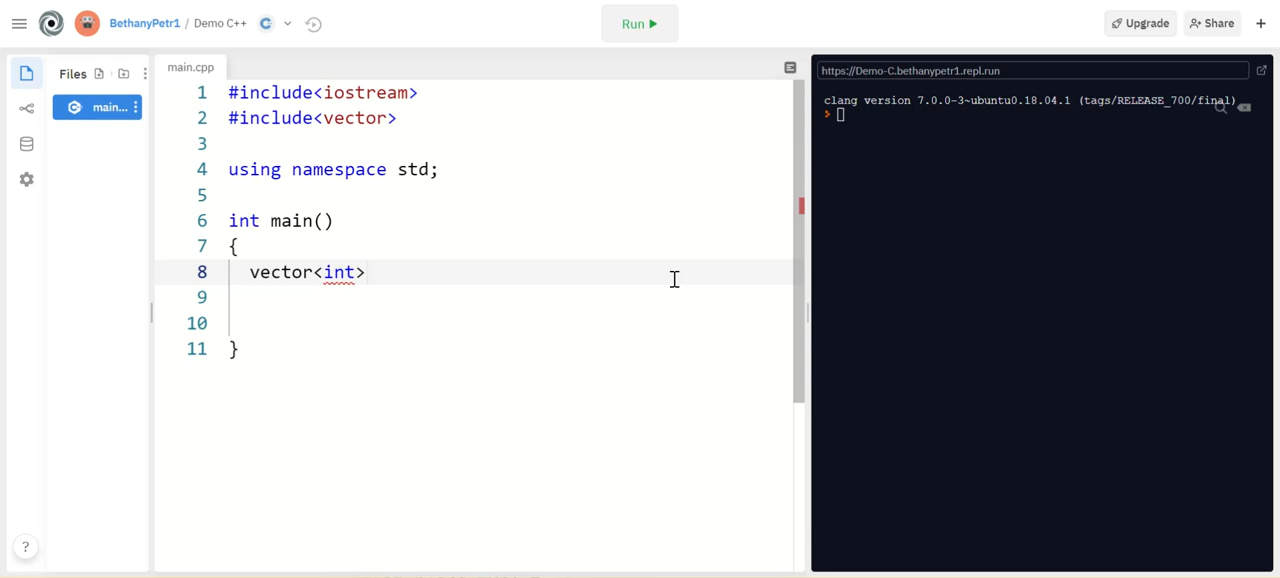 BethanyPetr1 / Demo C++
Run
Upgrade
Share
Files
main...
main.cpp
1 #include<iostream>
2 #include<vector>
3
4 using namespace std;
5
6 int main()
7 {
8 vector<int>
9
10
11 }
?
https://Demo-C.bethanypetr1.repl.run
clang version 7.0.0-3~ubuntu0.18.04.1 (tags/RELEASE_700/final)